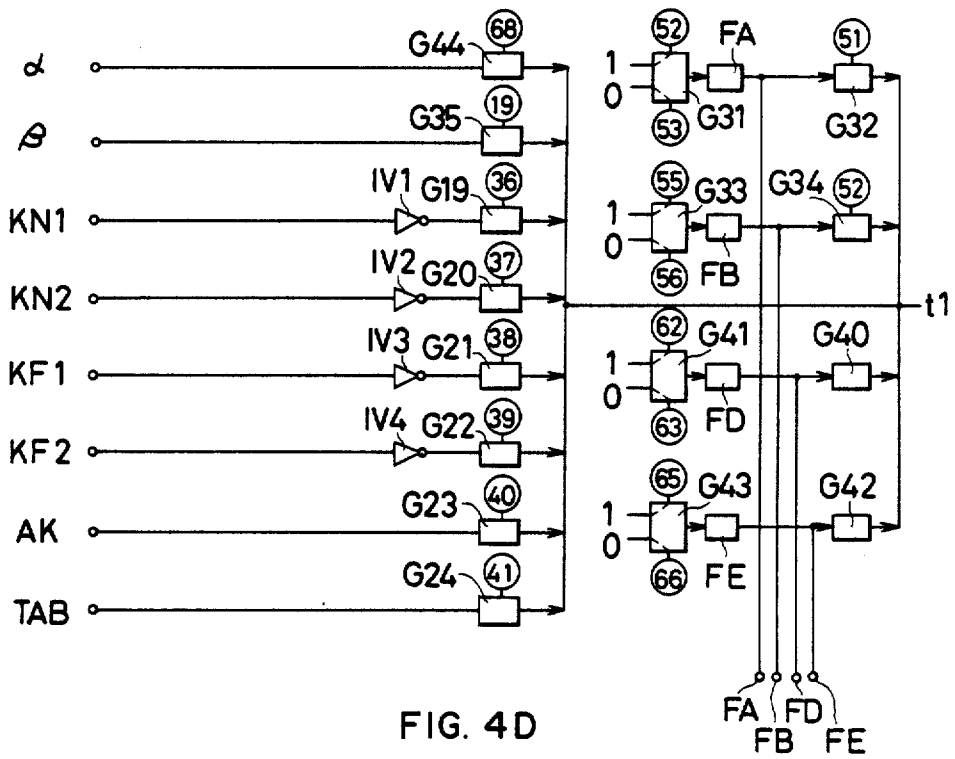 α G44 68
β G35 19
KN1 IV1 G19 36
KN2 IV2 G20 37
KF1 IV3 G21 38
KF2 IV4 G22 39
AK G23 40
TAB G24 41
52 FA 51
1
0
53 G31 G32
55 G33 G34 52
1
0
56 FB
t1
62 G41 G40
1
0
63 FD
65 G43 G42
1
0
66 FE
FA FB FD FE
FIG. 4D